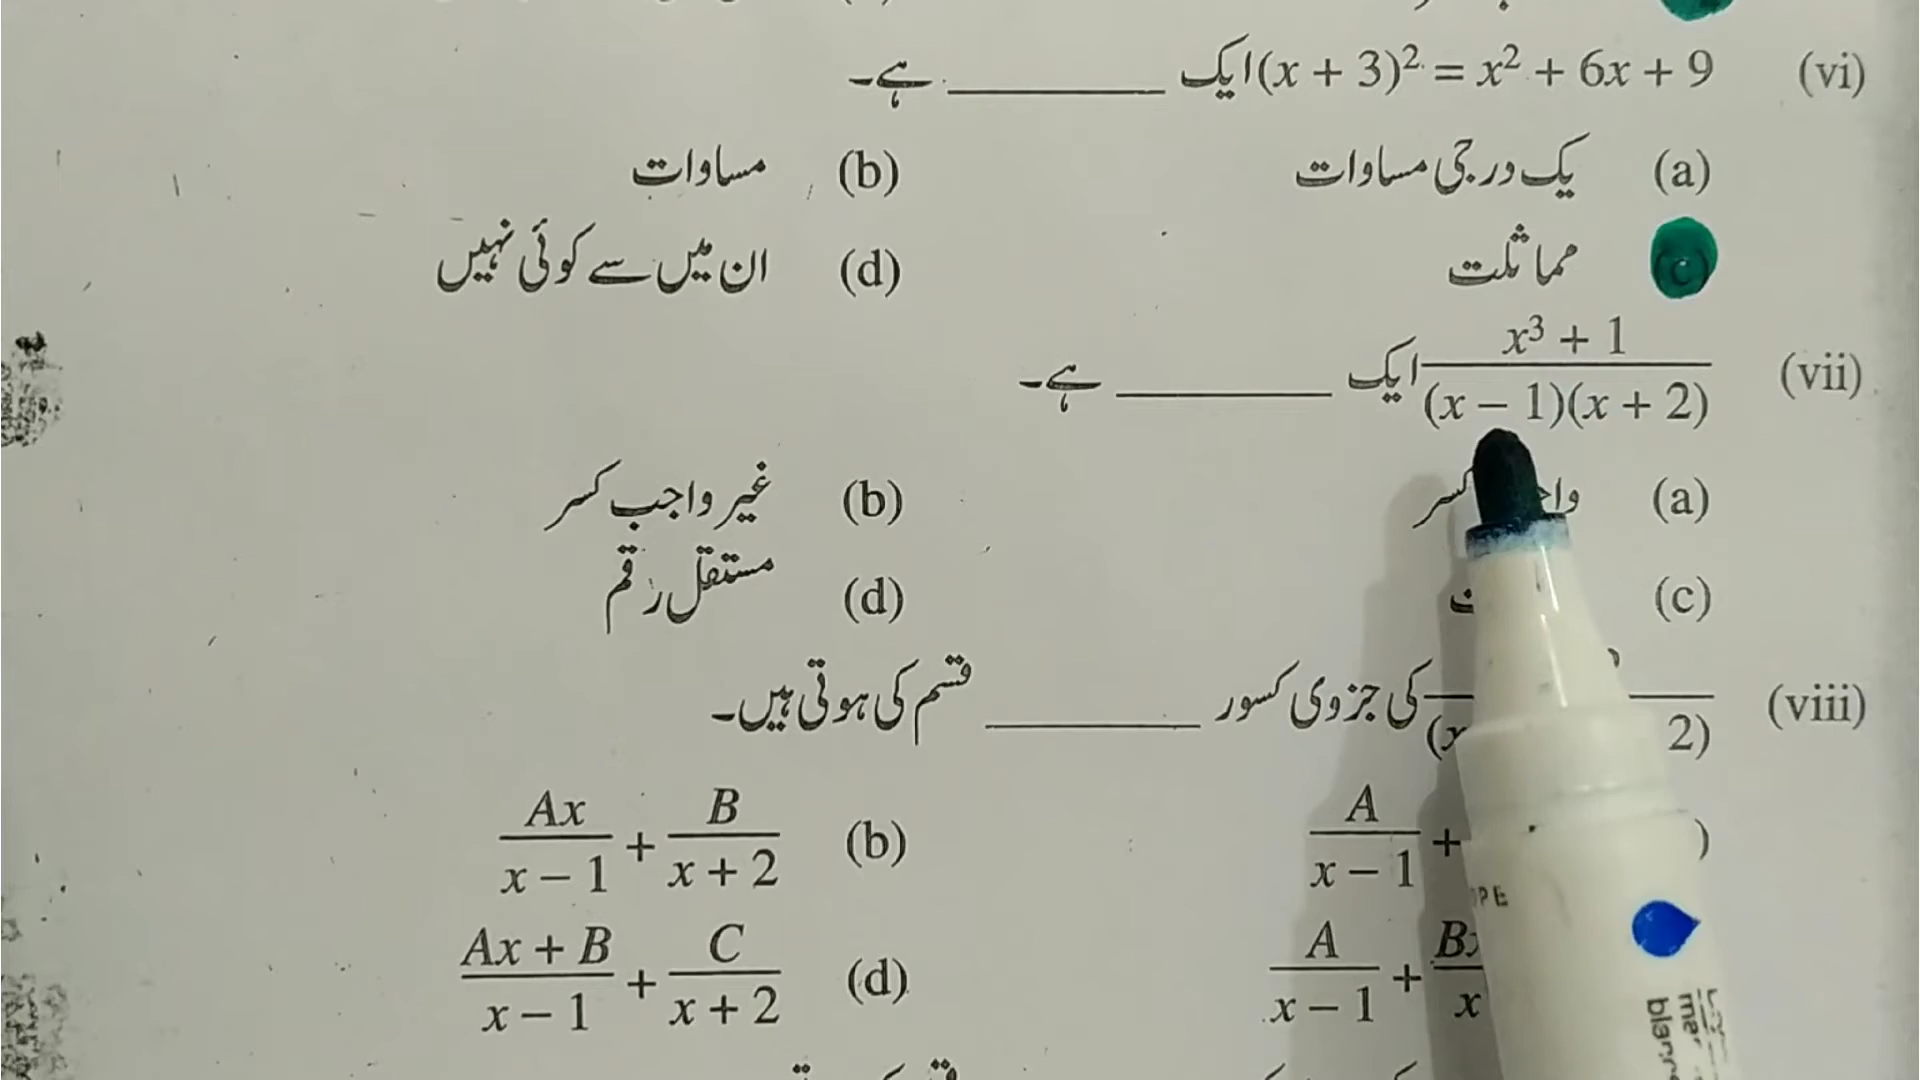 (vi) (x + 3)² = x² + 6x + 9 ایک ________ ہے۔
(a) یک درجی مساوات (b) مساوات
(c) مماثلت (d) ان میں سے کوئی نہیں
(vii) (x³ + 1)/((x − 1)(x + 2)) ایک ________ ہے۔
(a) کسر (b) غیر واجب کسر
(c) (d) مستقل رقم
(viii) 2) کی جزوی کسور ________ قسم کی ہوتی ہیں۔
A/(x − 1) + (b) Ax/(x − 1) + B/(x + 2)
A/(x − 1) + (d) (Ax + B)/(x − 1) + C/(x + 2)